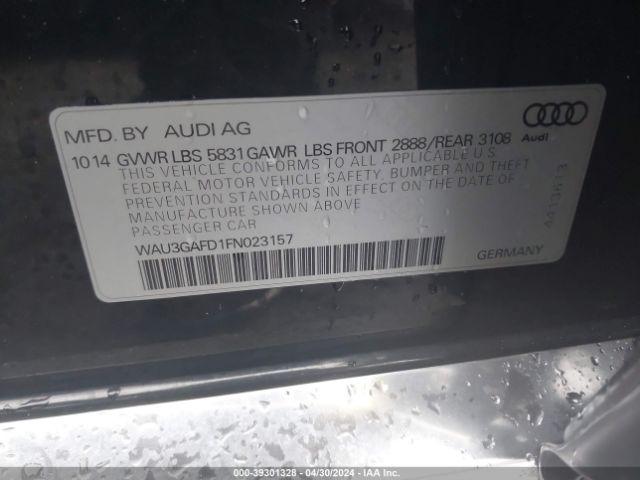 MFD. BY AUDI AG
Audi
1014 GVWR LBS 5831 GAWR LBS FRONT 2888/REAR 3108
THIS VEHICLE CONFORMS TO ALL APPLICABLE U.S.
FEDERAL MOTOR VEHICLE SAFETY, BUMPER AND THEFT
PREVENTION STANDARDS IN EFFECT ON THE DATE OF
MANUFACTURE SHOWN ABOVE
PASSENGER CAR
WAU3GAFD1FN023157
GERMANY
4413613
000-39301328 - 04/30/2024 - IAA Inc.